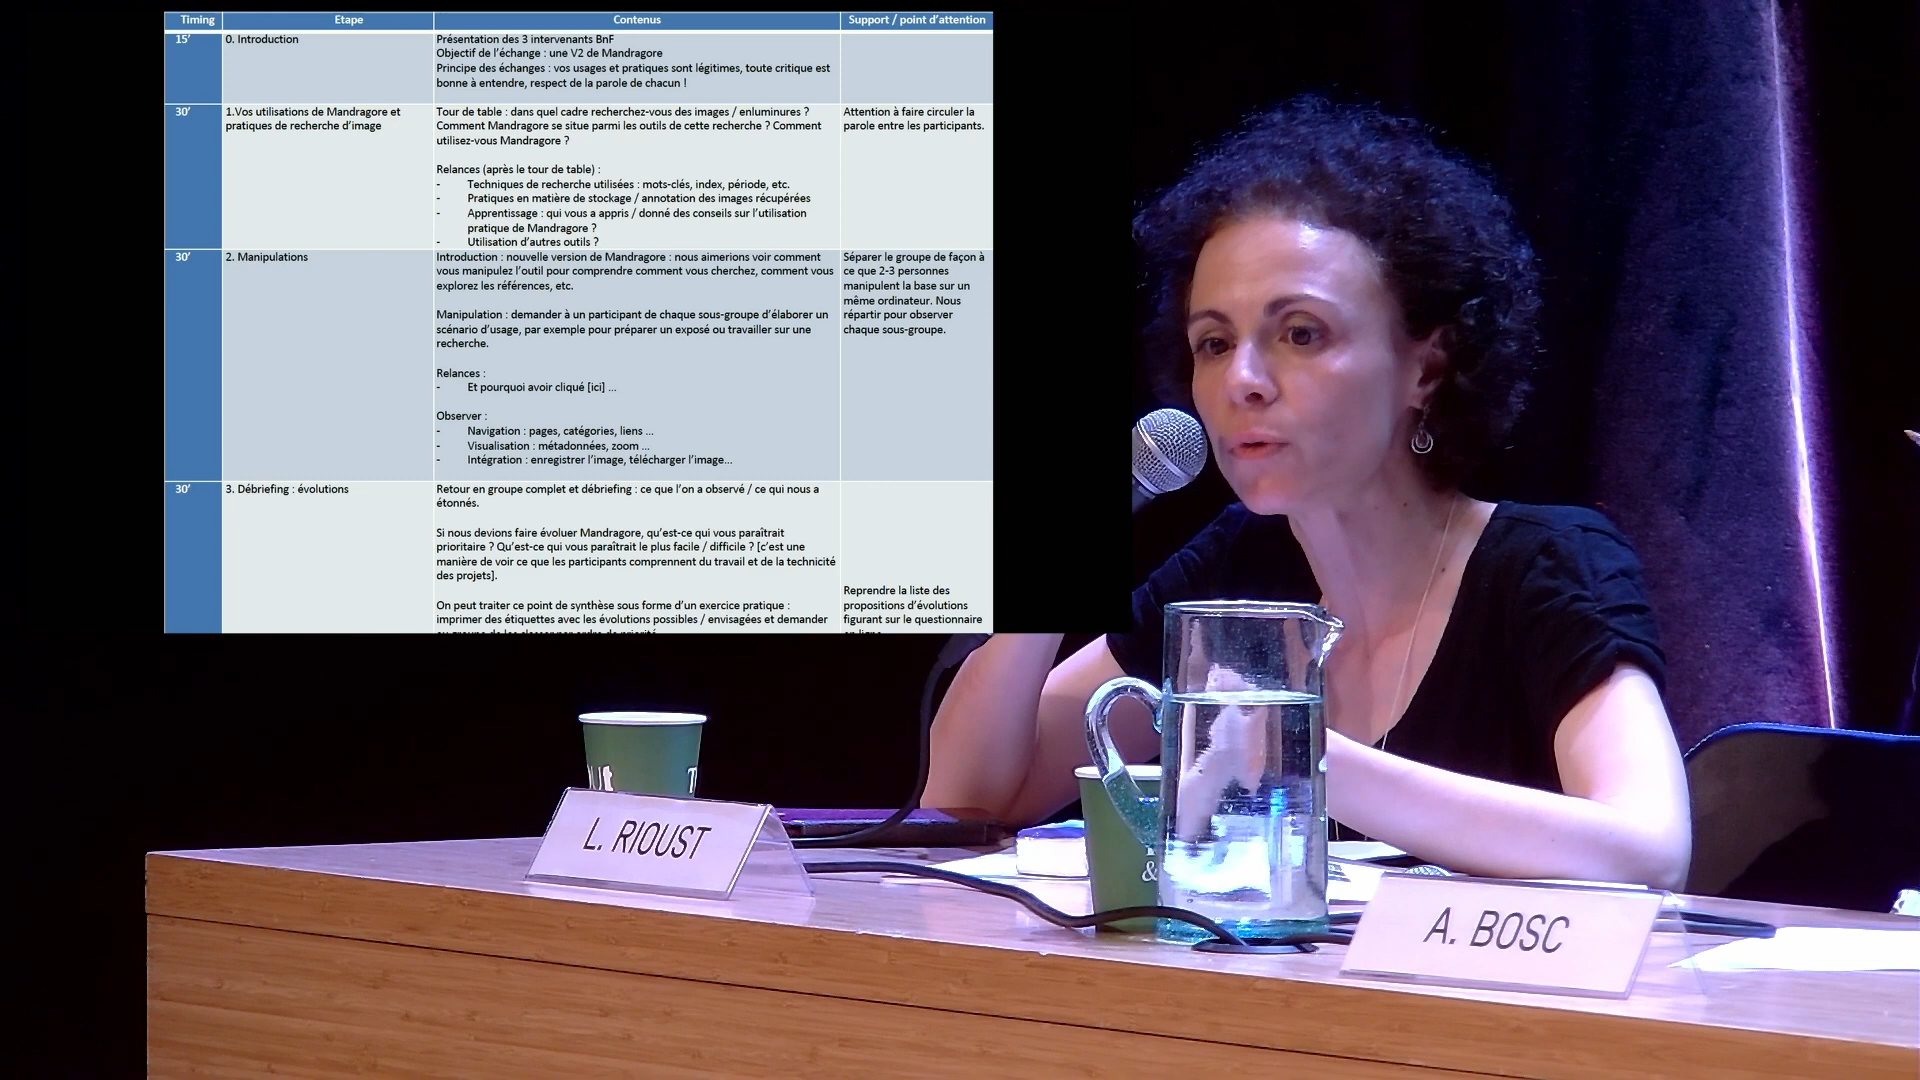 Timing Etape Contenus Support / point d'attention
15' 0. Introduction
Présentation des 3 intervenants BnF
Objectif de l'échange : une V2 de Mandragore
Principe des échanges : vos usages et pratiques sont légitimes, toute critique est
bonne à entendre, respect de la parole de chacun !
30' 1.Vos utilisations de Mandragore et
pratiques de recherche d'image
Tour de table : dans quel cadre recherchez-vous des images / enluminures ?
Comment Mandragore se situe parmi les outils de cette recherche ? Comment
utilisez-vous Mandragore ?
Relances (après le tour de table) :
- Techniques de recherche utilisées : mots-clés, index, période, etc.
- Pratiques en matière de stockage / annotation des images récupérées
- Apprentissage : qui vous a appris / donné des conseils sur l'utilisation
pratique de Mandragore ?
- Utilisation d'autres outils ?
Attention à faire circuler la
parole entre les participants.
30' 2. Manipulations
Introduction : nouvelle version de Mandragore : nous aimerions voir comment
vous manipulez l'outil pour comprendre comment vous cherchez, comment vous
explorez les références, etc.
Manipulation : demander à un participant de chaque sous-groupe d'élaborer un
scénario d'usage, par exemple pour préparer un exposé ou travailler sur une
recherche.
Relances :
- Et pourquoi avoir cliqué [ici] ...
Observer :
- Navigation : pages, catégories, liens ...
- Visualisation : métadonnées, zoom ...
- Intégration : enregistrer l'image, télécharger l'image...
Séparer le groupe de façon à
ce que 2-3 personnes
manipulent la base sur un
même ordinateur. Nous
répartir pour observer
chaque sous-groupe.
30' 3. Débriefing : évolutions
Retour en groupe complet et débriefing : ce que l'on a observé / ce qui nous a
étonnés.
Si nous devions faire évoluer Mandragore, qu'est-ce qui vous paraîtrait
prioritaire ? Qu'est-ce qui vous paraîtrait le plus facile / difficile ? [c'est une
manière de voir ce que les participants comprennent du travail et de la technicité
des projets].
On peut traiter ce point de synthèse sous forme d'un exercice pratique :
imprimer des étiquettes avec les évolutions possibles / envisagées et demander
Reprendre la liste des
propositions d'évolutions
figurant sur le questionnaire
L. RIOUST
&
A. BOSC